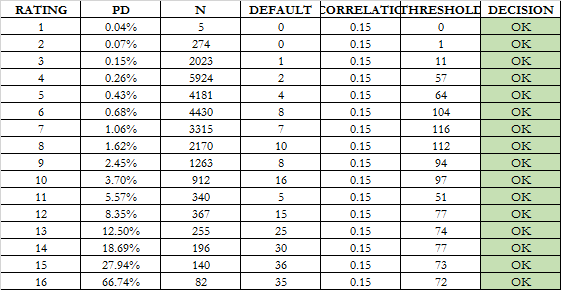 RATING PD N DEFAULT CORRELATIO THRESHOLD DECISION
1 0.04% 5 0 0.15 0 OK
2 0.07% 274 0 0.15 1 OK
3 0.15% 2023 1 0.15 11 OK
4 0.26% 5924 2 0.15 57 OK
5 0.43% 4181 4 0.15 64 OK
6 0.68% 4430 8 0.15 104 OK
7 1.06% 3315 7 0.15 116 OK
8 1.62% 2170 10 0.15 112 OK
9 2.45% 1263 8 0.15 94 OK
10 3.70% 912 16 0.15 97 OK
11 5.57% 340 5 0.15 51 OK
12 8.35% 367 15 0.15 77 OK
13 12.50% 255 25 0.15 74 OK
14 18.69% 196 30 0.15 77 OK
15 27.94% 140 36 0.15 73 OK
16 66.74% 82 35 0.15 72 OK